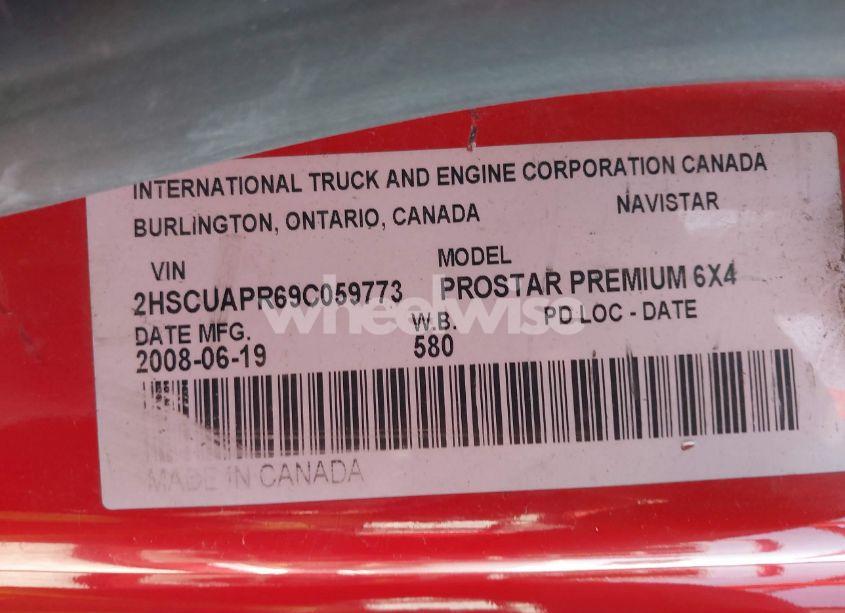 INTERNATIONAL TRUCK AND ENGINE CORPORATION CANADA
BURLINGTON, ONTARIO, CANADA NAVISTAR
VIN MODEL
2HSCUAPR69C059773 PROSTAR PREMIUM 6X4
wheelwise
DATE MFG. W.B. PD LOC - DATE
2008-06-19 580
MADE IN CANADA